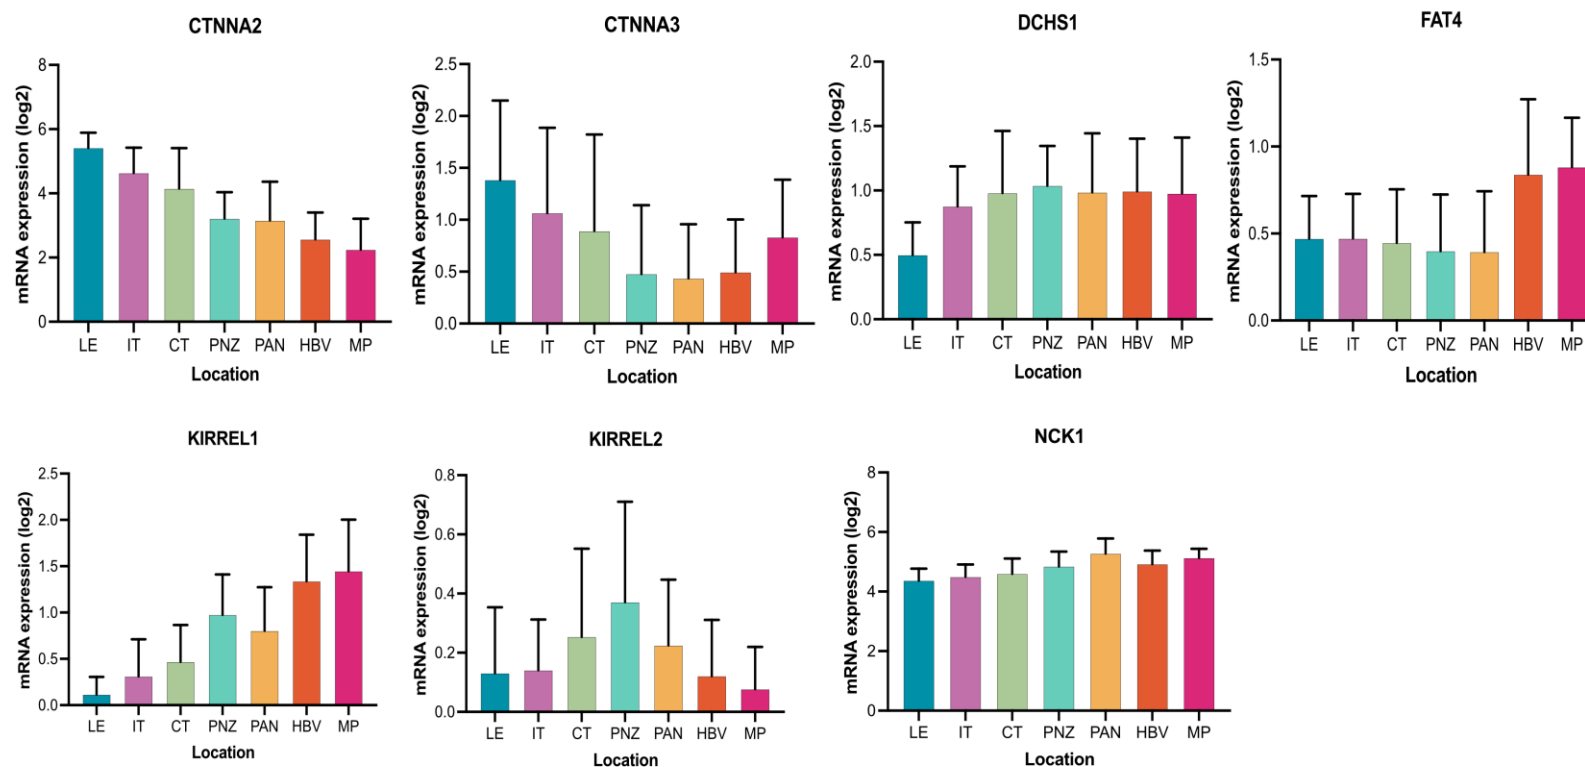 CTNNA2
mRNA expression (log2)
8
6
4
2
0
LE IT CT PNZ PAN HBV MP
Location
CTNNA3
mRNA expression (log2)
2.5
2.0
1.5
1.0
0.5
0.0
LE IT CT PNZ PAN HBV MP
Location
DCHS1
mRNA expression (log2)
2.0
1.5
1.0
0.5
0.0
LE IT CT PNZ PAN HBV MP
Location
FAT4
mRNA expression (log2)
1.5
1.0
0.5
0.0
LE IT CT PNZ PAN HBV MP
Location
KIRREL1
mRNA expression (log2)
2.5
2.0
1.5
1.0
0.5
0.0
LE IT CT PNZ PAN HBV MP
Location
KIRREL2
mRNA expression (log2)
0.8
0.6
0.4
0.2
0.0
LE IT CT PNZ PAN HBV MP
Location
NCK1
mRNA expression (log2)
8
6
4
2
0
LE IT CT PNZ PAN HBV MP
Location